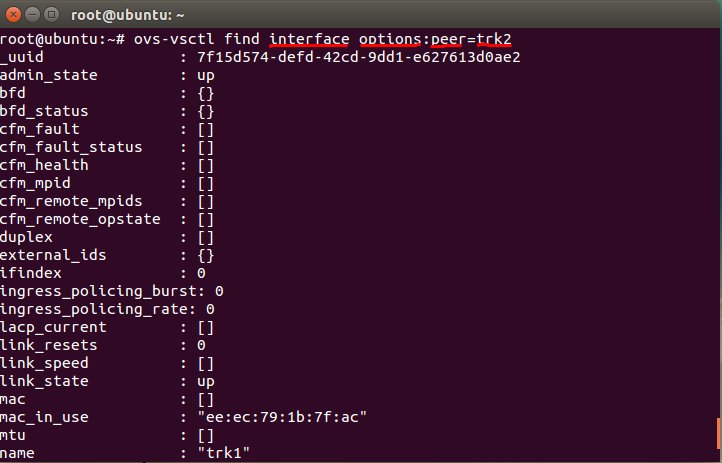 root@ubuntu: ~
root@ubuntu:~# ovs-vsctl find interface options:peer=trk2
_uuid               : 7f15d574-defd-42cd-9dd1-e627613d0ae2
admin_state         : up
bfd                 : {}
bfd_status          : {}
cfm_fault           : []
cfm_fault_status    : []
cfm_health          : []
cfm_mpid            : []
cfm_remote_mpids    : []
cfm_remote_opstate  : []
duplex              : []
external_ids        : {}
ifindex             : 0
ingress_policing_burst: 0
ingress_policing_rate: 0
lacp_current        : []
link_resets         : 0
link_speed          : []
link_state          : up
mac                 : []
mac_in_use          : "ee:ec:79:1b:7f:ac"
mtu                 : []
name                : "trk1"